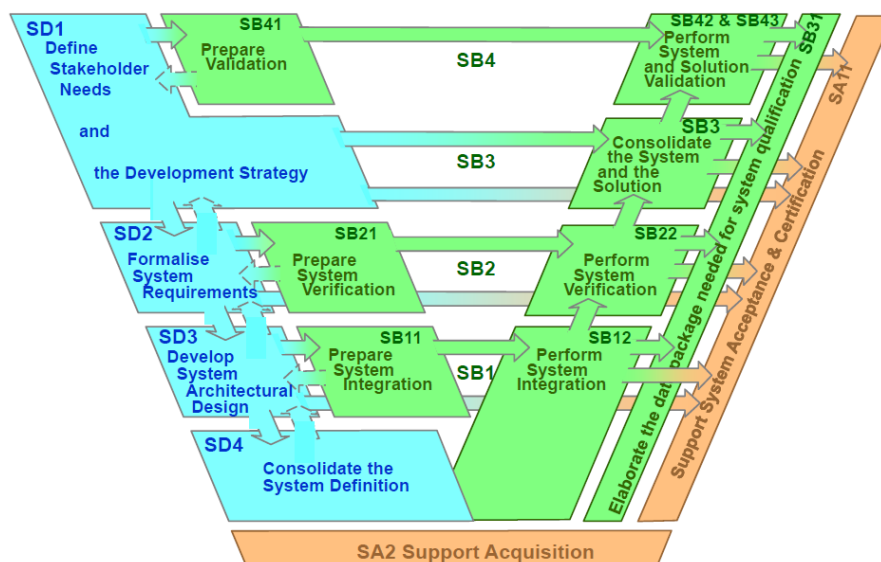 SD1
Define
Stakeholder
Needs
and
the Development Strategy
SB41
Prepare
Validation
SB4
SB42 & SB43
Perform
System
and Solution
Validation
SB31
SA11
SB3
SB3
Consolidate
the System
and the
Solution
SD2
Formalise
System
Requirements
SB21
Prepare
System
Verification
SB2
SB22
Perform
System
Verification
SD3
Develop
System
Architectural
Design
SB11
Prepare
System
Integration
SB1
SB12
Perform
System
Integration
SD4
Consolidate the
System Definition
Elaborate the data package needed for system qualification
Support System Acceptance & Certification
SA2 Support Acquisition